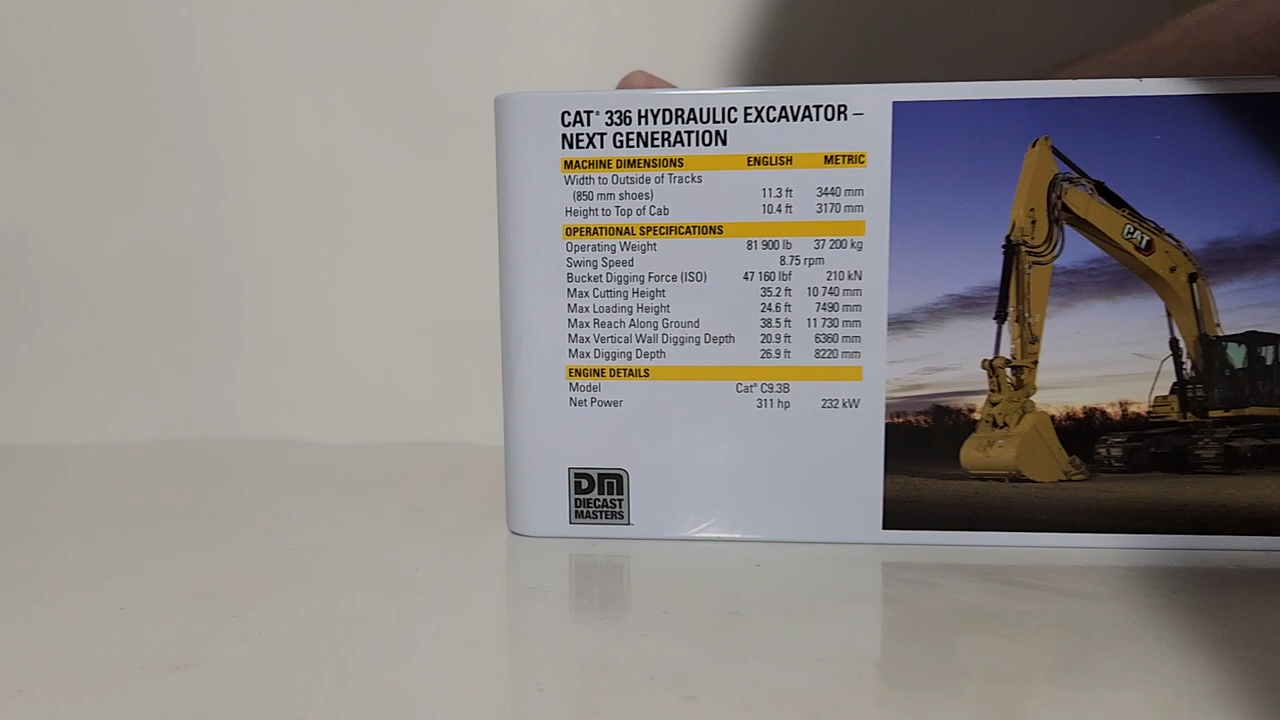 CAT® 336 HYDRAULIC EXCAVATOR –
NEXT GENERATION
MACHINE DIMENSIONS ENGLISH METRIC
Width to Outside of Tracks
(850 mm shoes) 11.3 ft 3440 mm
Height to Top of Cab 10.4 ft 3170 mm
OPERATIONAL SPECIFICATIONS
Operating Weight 81 900 lb 37 200 kg
Swing Speed 8.75 rpm
Bucket Digging Force (ISO) 47 160 lbf 210 kN
Max Cutting Height 35.2 ft 10 740 mm
Max Loading Height 24.6 ft 7490 mm
Max Reach Along Ground 38.5 ft 11 730 mm
Max Vertical Wall Digging Depth 20.9 ft 6360 mm
Max Digging Depth 26.9 ft 8220 mm
ENGINE DETAILS
Model Cat® C9.3B
Net Power 311 hp 232 kW
DM
DIECAST
MASTERS
CAT